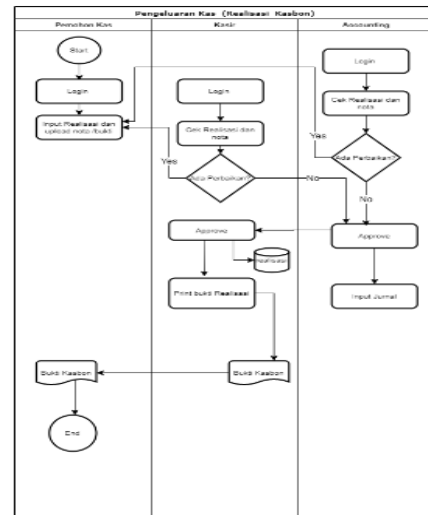 Pengeluaran Kas (Realisasi Kasbon)
Pemohon Kas
Kasir
Accounting
Start
Login
Login
Login
Input Realisasi dan
upload nota /bukti
Cek Realisasi dan
nota
Cek Realisasi dan
nota
Yes
Yes
Ada Perbaikan?
Ada Perbaikan?
No
No
Approve
Approve
realisasi
Print bukti Realisasi
Input Jurnal
Bukti Kasbon
Bukti Kasbon
End